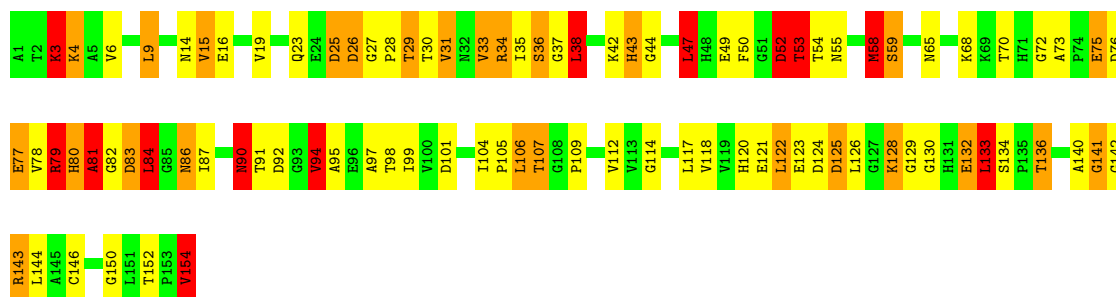 A1 T2 K3 K4 A5 V6 L9 N14 V15 E16 V19 Q23 E24 D25 D26 G27 P28 T29 T30 V31 N32 V33 R34 I35 S36 G37 L38 K42 H43 G44 L47 H48 E49 F50 G51 D52 T53 T54 N55 M58 S59 N65 K68 K69 T70 H71 G72 A73 P74 E75 D76
E77 V78 R79 H80 A81 G82 D83 L84 G85 N86 I87 N90 T91 D92 G93 V94 A95 E96 A97 T98 I99 V100 D101 I104 P105 L106 T107 G108 P109 V112 V113 G114 L117 V118 V119 H120 E121 L122 E123 D124 D125 L126 G127 K128 G129 G130 H131 E132 L133 S134 P135 T136 A140 G141 G142
R143 L144 A145 C146 G150 L151 T152 P153 V154